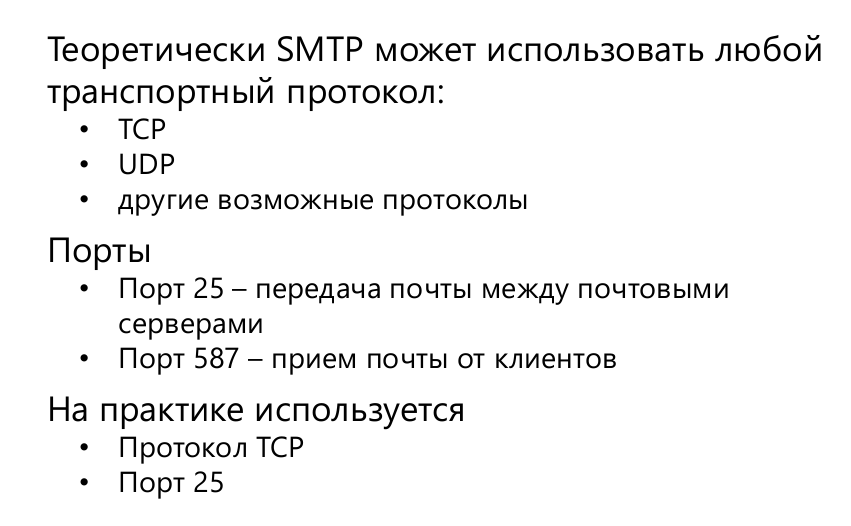 Теоретически SMTP может использовать любой
транспортный протокол:
• TCP
• UDP
• другие возможные протоколы
Порты
• Порт 25 – передача почты между почтовыми
серверами
• Порт 587 – прием почты от клиентов
На практике используется
• Протокол TCP
• Порт 25